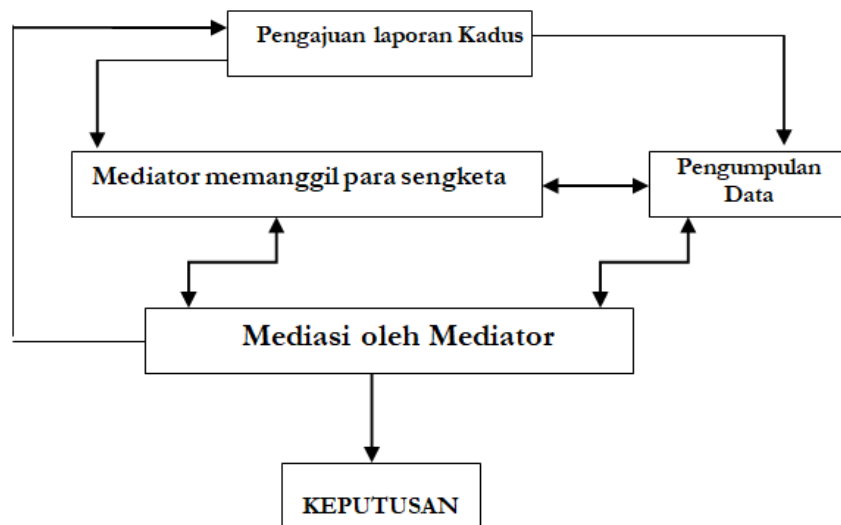 Pengajuan laporan Kadus
Mediator memanggil para sengketa
Pengumpulan
Data
Mediasi oleh Mediator
KEPUTUSAN